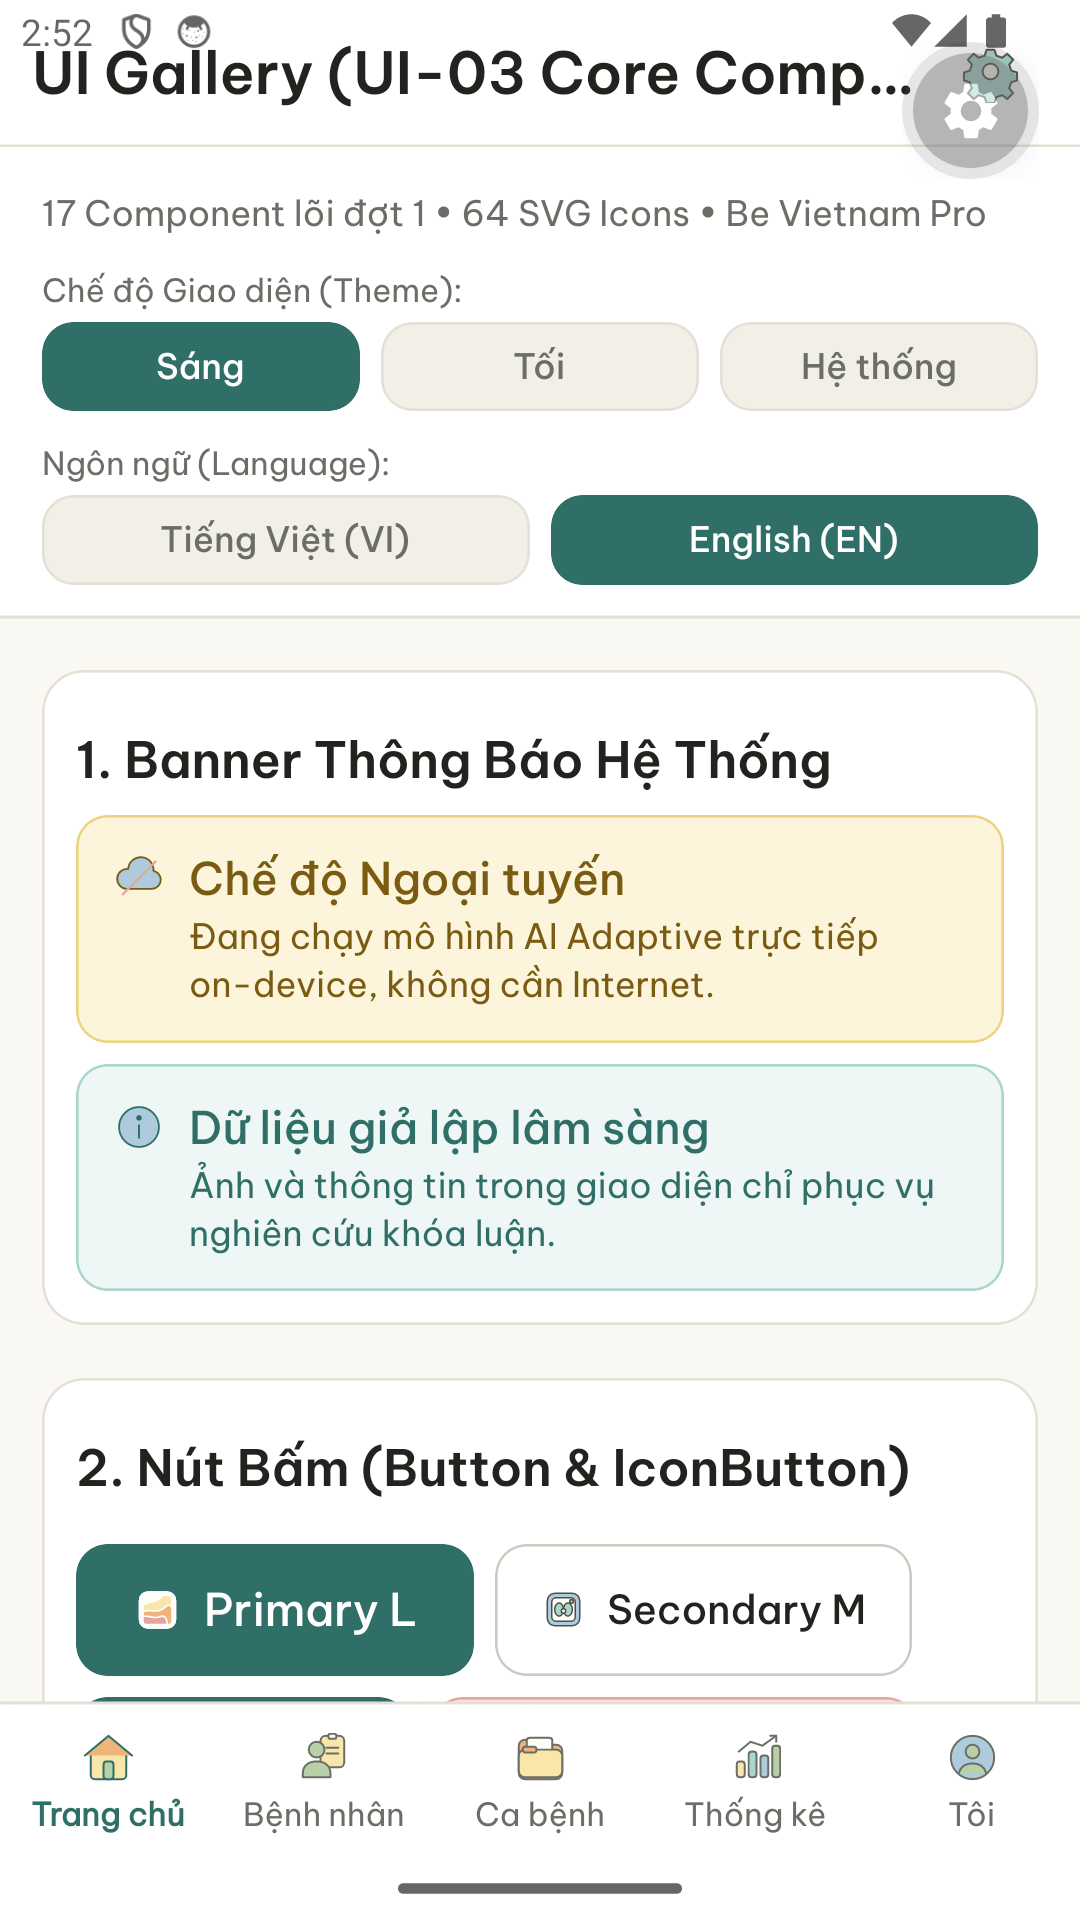 2:52
UI Gallery (UI-03 Core Comp...
17 Component lõi đợt 1 • 64 SVG Icons • Be Vietnam Pro
Chế độ Giao diện (Theme):
Sáng
Tối
Hệ thống
Ngôn ngữ (Language):
Tiếng Việt (VI)
English (EN)
1. Banner Thông Báo Hệ Thống
Chế độ Ngoại tuyến
Đang chạy mô hình AI Adaptive trực tiếp
on-device, không cần Internet.
Dữ liệu giả lập lâm sàng
Ảnh và thông tin trong giao diện chỉ phục vụ
nghiên cứu khóa luận.
2. Nút Bấm (Button & IconButton)
Primary L
Secondary M
Trang chủ
Bệnh nhân
Ca bệnh
Thống kê
Tôi